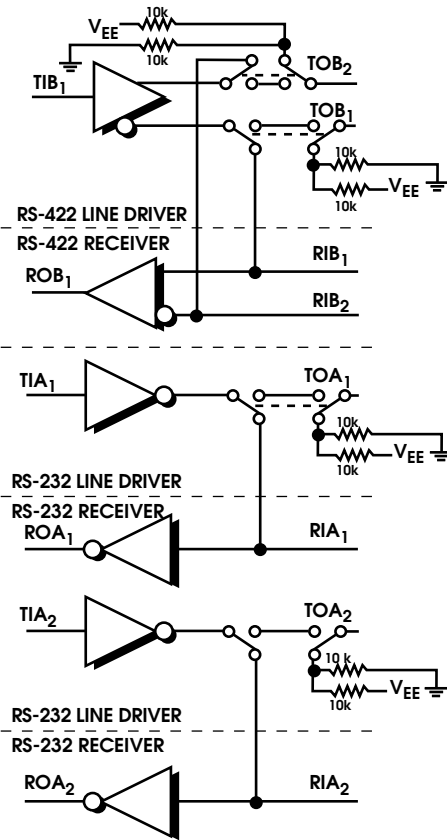 10k
VEE
10k
TOB2
TIB1
TOB1
10k
VEE
10k
RS-422 LINE DRIVER
RS-422 RECEIVER
RIB1
ROB1
RIB2
TOA1
TIA1
10k
VEE
10k
RS-232 LINE DRIVER
RS-232 RECEIVER
ROA1
RIA1
TIA2
TOA2
10 k
VEE
10k
RS-232 LINE DRIVER
RS-232 RECEIVER
ROA2
RIA2